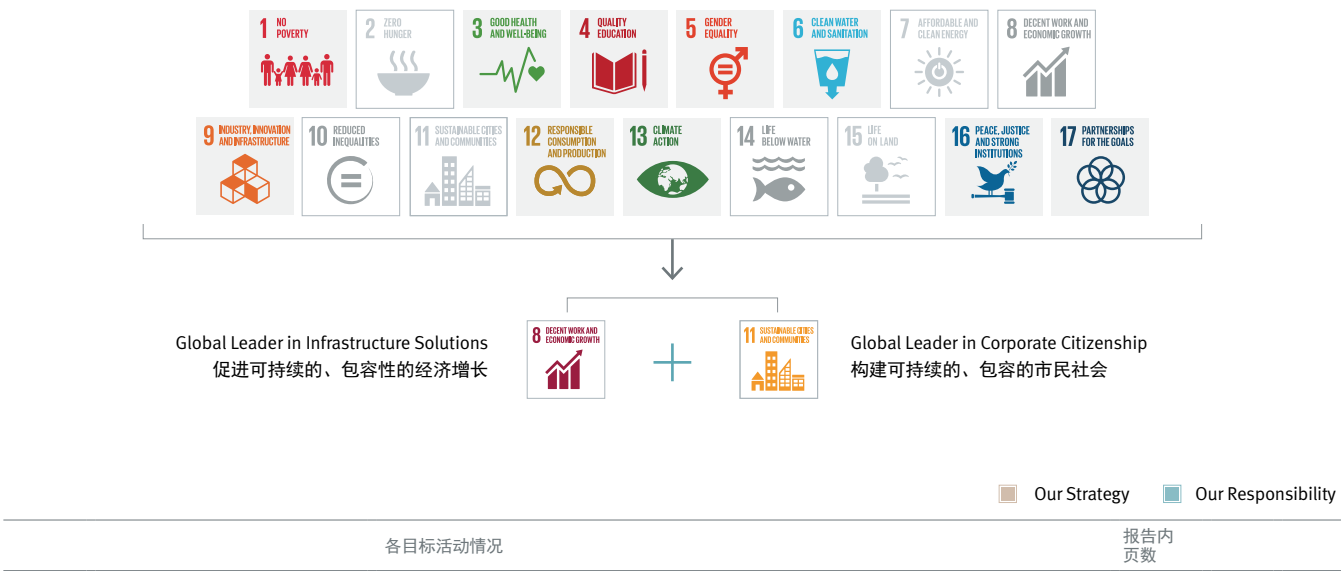 1 NO
POVERTY
2 ZERO
HUNGER
3 GOOD HEALTH
AND WELL-BEING
4 QUALITY
EDUCATION
5 GENDER
EQUALITY
6 CLEAN WATER
AND SANITATION
7 AFFORDABLE AND
CLEAN ENERGY
8 DECENT WORK AND
ECONOMIC GROWTH
9 INDUSTRY, INNOVATION
AND INFRASTRUCTURE
10 REDUCED
INEQUALITIES
11 SUSTAINABLE CITIES
AND COMMUNITIES
12 RESPONSIBLE
CONSUMPTION
AND PRODUCTION
13 CLIMATE
ACTION
14 LIFE
BELOW WATER
15 LIFE
ON LAND
16 PEACE, JUSTICE
AND STRONG
INSTITUTIONS
17 PARTNERSHIPS
FOR THE GOALS
Global Leader in Infrastructure Solutions
促进可持续的、包容性的经济增长
8 DECENT WORK AND
ECONOMIC GROWTH
11 SUSTAINABLE CITIES
AND COMMUNITIES
Global Leader in Corporate Citizenship
构建可持续的、包容的市民社会
Our Strategy
Our Responsibility
各目标活动情况
报告内
页数